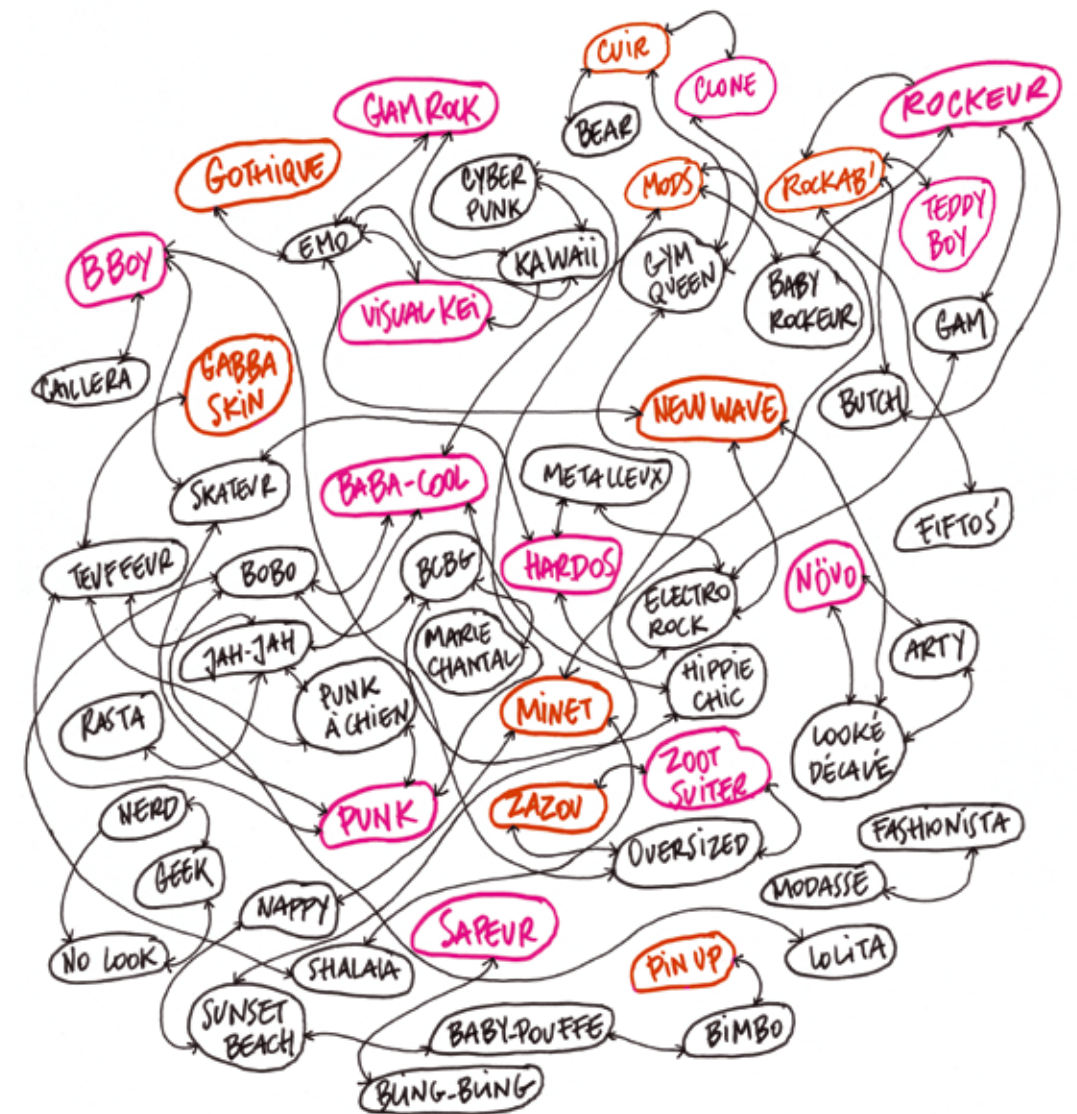 CUIR
CLONE
GLAM ROCK
ROCKEUR
BEAR
GOTHIQUE
CYBER
PUNK
MODS
ROCKAB'
TEDDY
BOY
EMO
BBOY
KAWAii
GYM
QUEEN
BABY
ROCKEUR
ViSUAL KEi
GAM
CAILLERA
GABBA
SKiN
NEW WAVE
BUTCH
SKATEUR
BABA-COOL
METALLEUX
FIFTOS'
TEUFFEUR
BOBO
BCBG
HARDOS
NÖVO
ELECTRO
ROCK
JAH-JAH
MARIE
CHANTAL
ARTY
HiPPIE
CHIC
PUNK
À CHIEN
RASTA
MINET
LOOKÉ
DÉCAVÉ
ZOOT
SUiTER
NERD
PUNK
ZAZOU
FASHiONISTA
OVERSiZED
GEEK
MODASSE
NAPPY
SAPEUR
NO LOOK
SHALALA
PiN UP
LOLiTA
SUNSET
BEACH
BABY-POUFFE
BiMBO
BLING-BLING